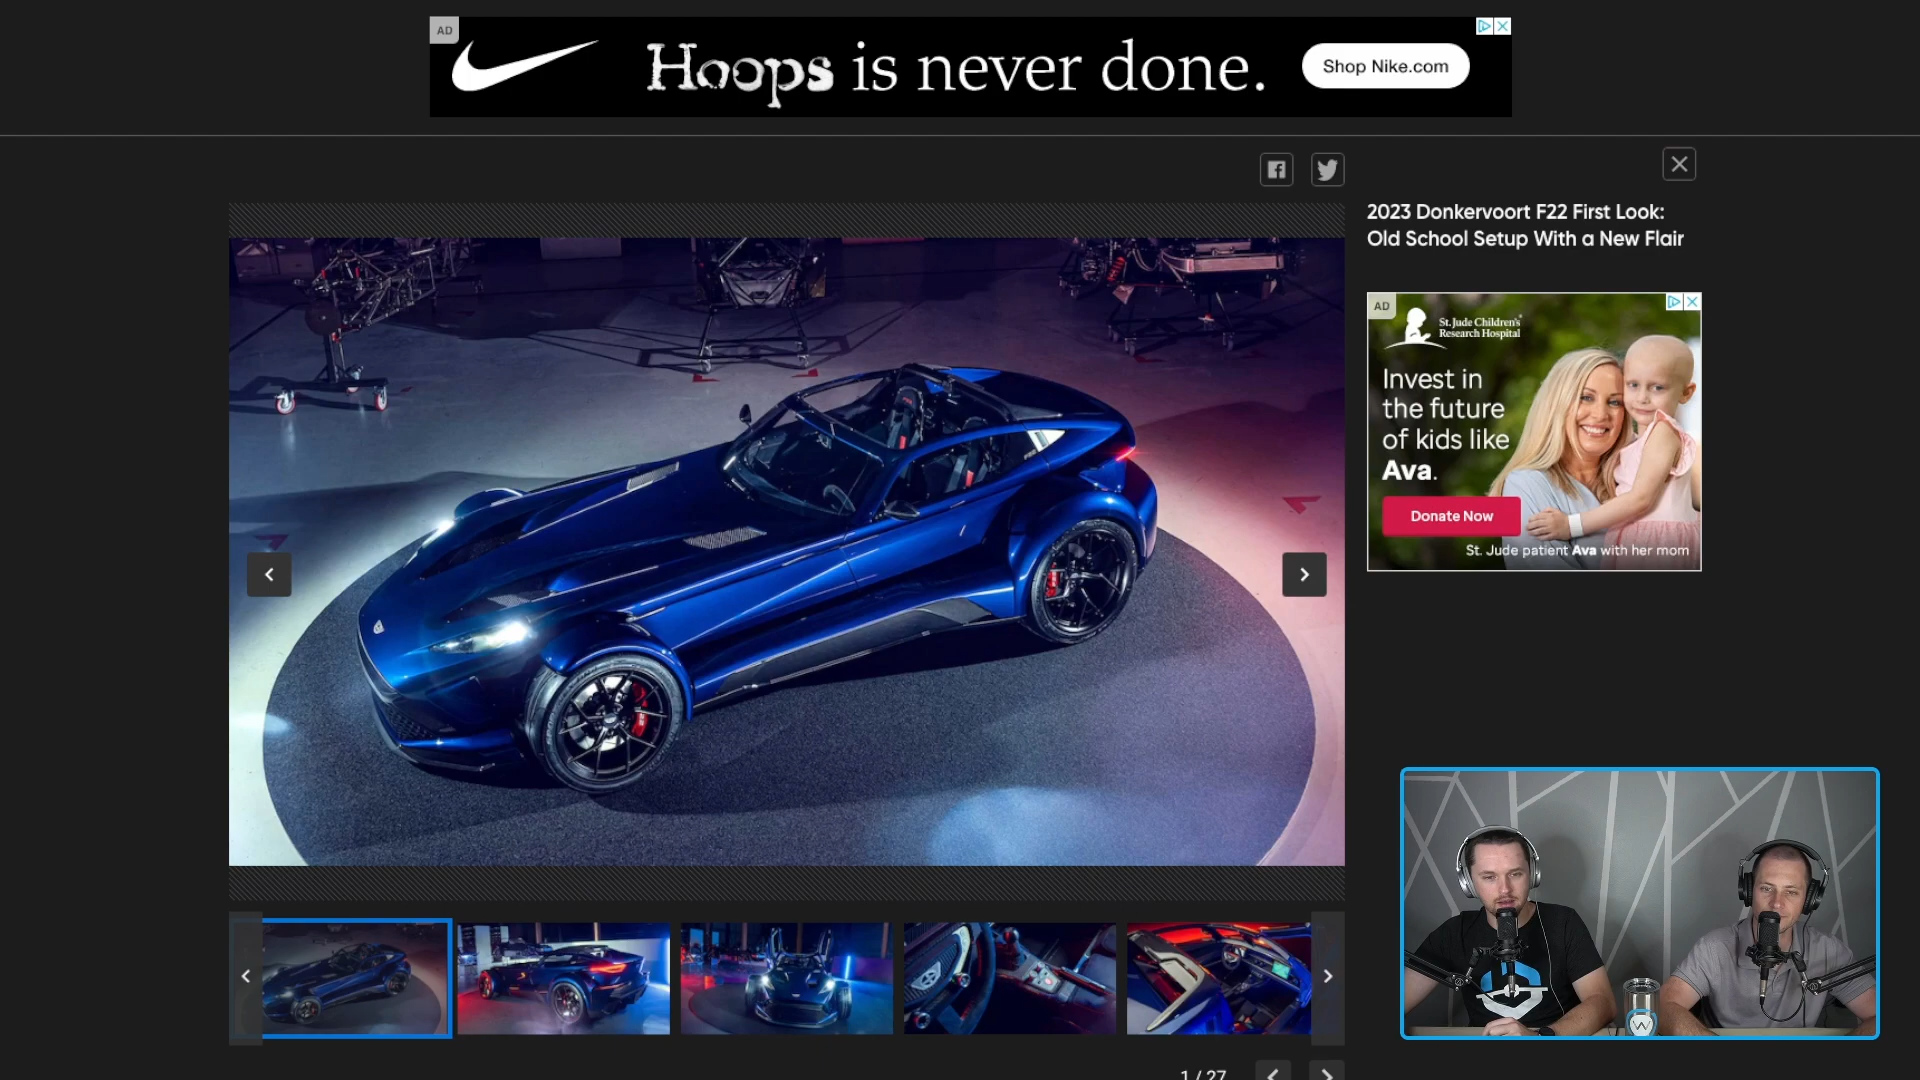 AD
Hoops is never done.
Shop Nike.com
2023 Donkervoort F22 First Look:
Old School Setup With a New Flair
AD
St. Jude Children's
Research Hospital
Invest in
the future
of kids like
Ava.
Donate Now
St. Jude patient Ava with her mom
1 / 27